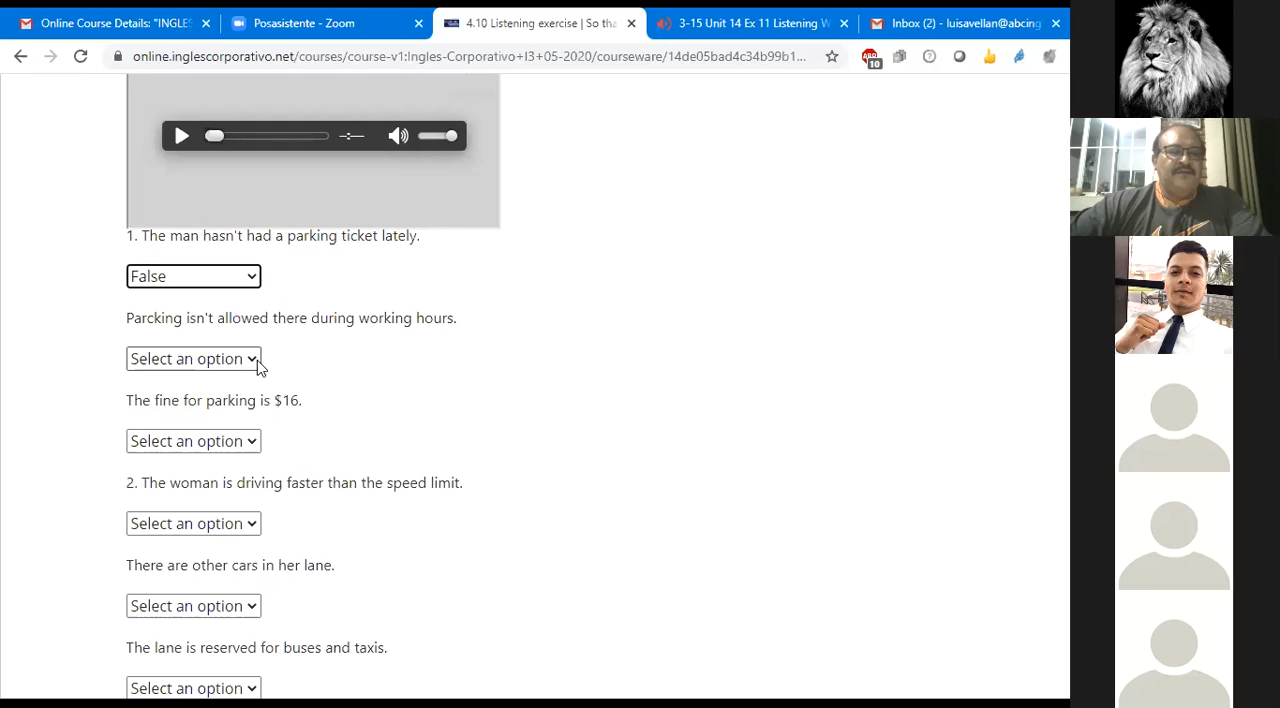 Online Course Details: "INGLES
Posasistente - Zoom
4.10 Listening exercise | So tha
3-15 Unit 14 Ex 11 Listening W
Inbox (2) - luisavellan@abcing
online.inglescorporativo.net/courses/course-v1:Ingles-Corporativo+I3+05-2020/courseware/14de05bad4c34b99b1...
10
1. The man hasn't had a parking ticket lately.
False
Parcking isn't allowed there during working hours.
Select an option
The fine for parking is $16.
Select an option
2. The woman is driving faster than the speed limit.
Select an option
There are other cars in her lane.
Select an option
The lane is reserved for buses and taxis.
Select an option